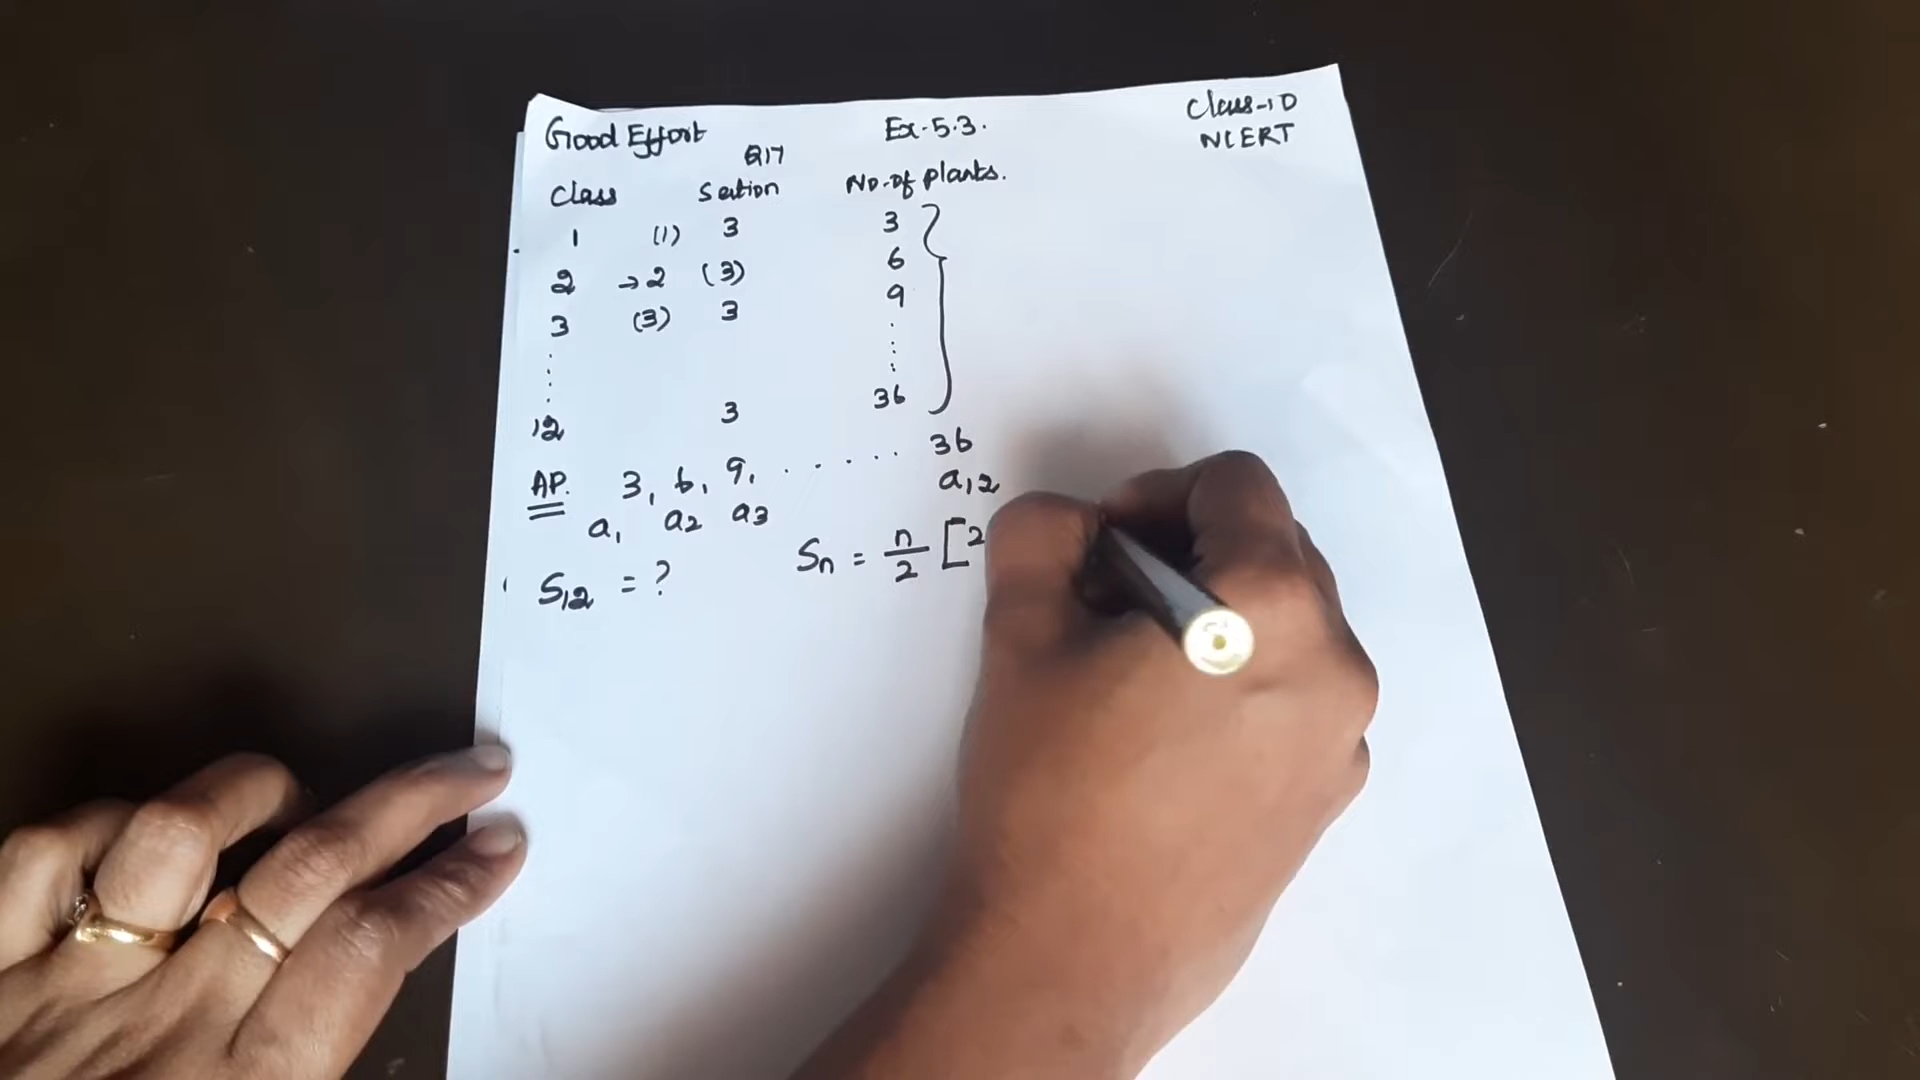 Good Effort Ex-5.3. Class-10
NCERT
Q17
Class Section No. of plants.
1 (1) 3 3
2 → 2 (3) 6
3 (3) 3 9
12 3 36
AP. 3, 6, 9, ..... 36
a1 a2 a3 a12
S12 = ? Sn = n/2 [2